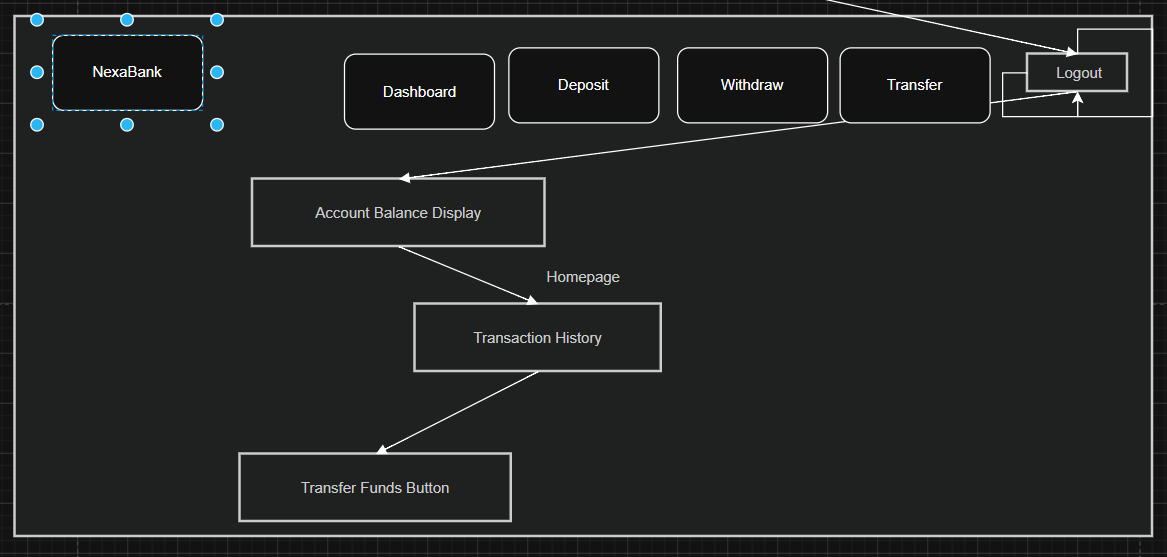 NexaBank
Dashboard
Deposit
Withdraw
Transfer
Logout
Account Balance Display
Homepage
Transaction History
Transfer Funds Button